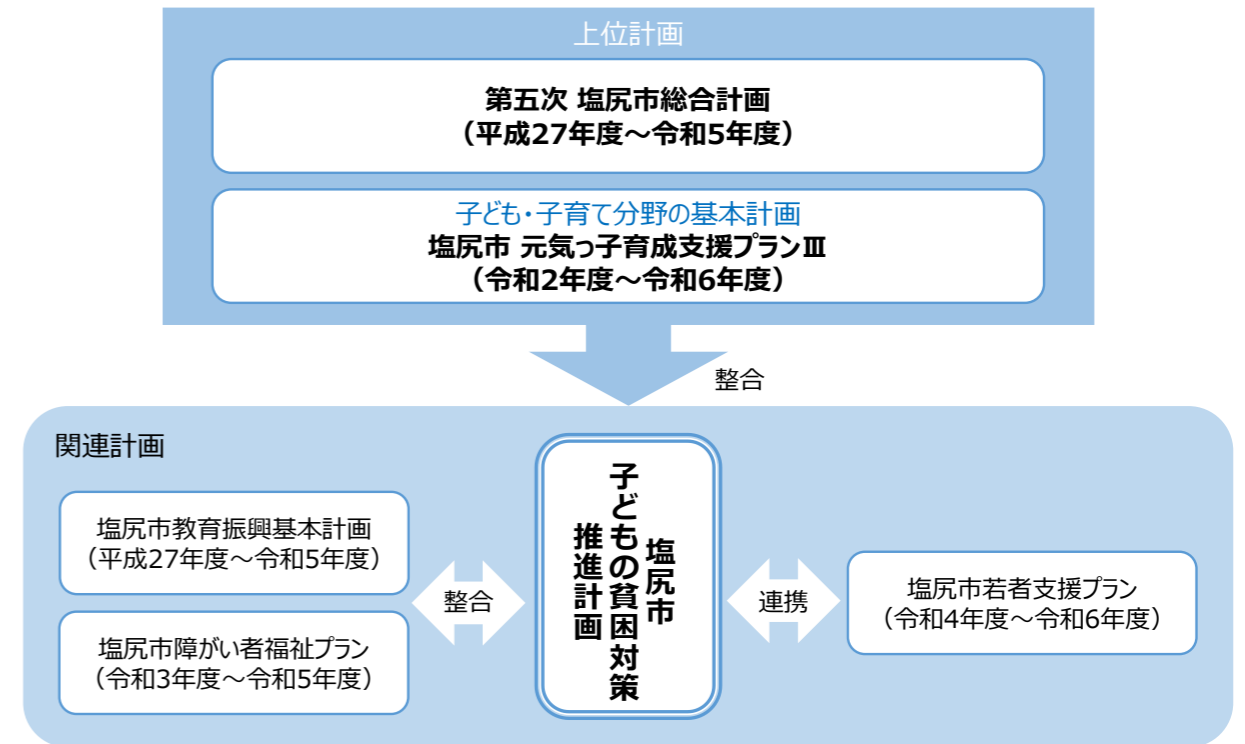 上位計画
第五次 塩尻市総合計画
（平成27年度～令和5年度）
子ども・子育て分野の基本計画
塩尻市 元気っ子育成支援プランⅢ
（令和2年度～令和6年度）
整合
関連計画
塩尻市教育振興基本計画
（平成27年度～令和5年度）
塩尻市障がい者福祉プラン
（令和3年度～令和5年度）
整合
塩尻市
子どもの貧困対策
推進計画
連携
塩尻市若者支援プラン
（令和4年度～令和6年度）